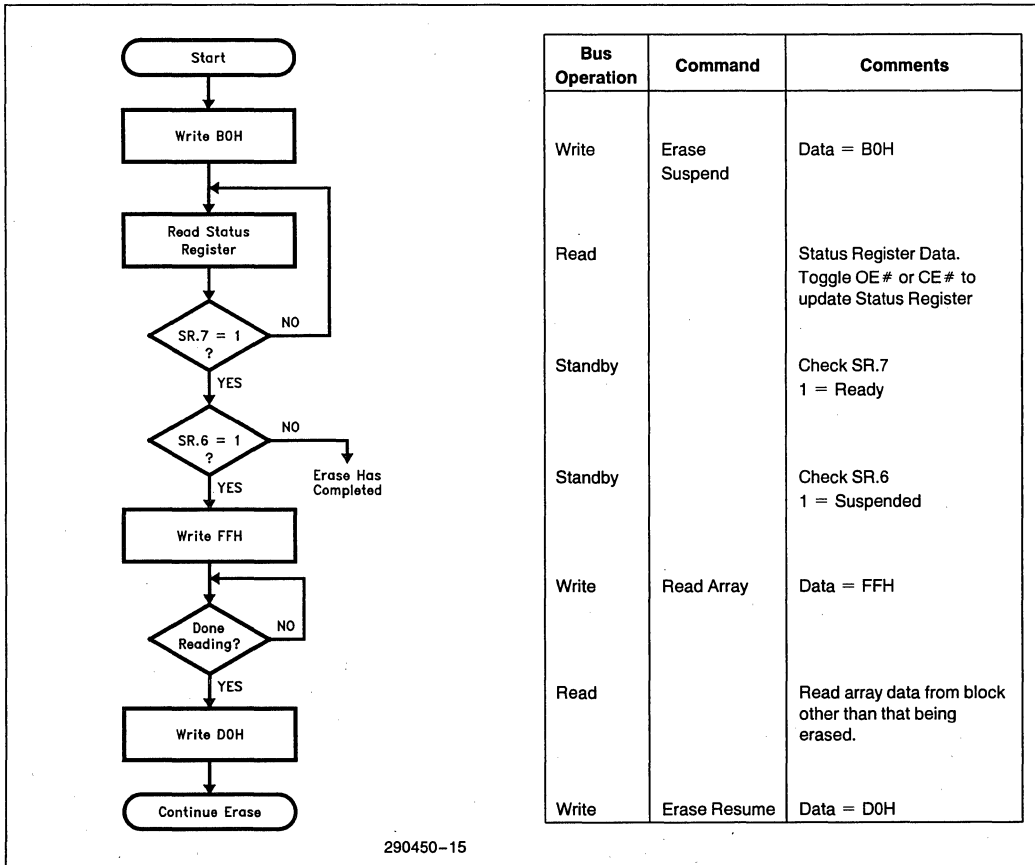 Start
Write B0H
Read Status
Register
SR.7 = 1
?
NO
YES
SR.6 = 1
?
NO
Erase Has
Completed
YES
Write FFH
Done
Reading?
NO
YES
Write D0H
Continue Erase
290450-15
Bus
Operation
Command
Comments
Write
Erase
Suspend
Data = B0H
Read
Status Register Data.
Toggle OE# or CE# to
update Status Register
Standby
Check SR.7
1 = Ready
Standby
Check SR.6
1 = Suspended
Write
Read Array
Data = FFH
Read
Read array data from block
other than that being
erased.
Write
Erase Resume
Data = D0H